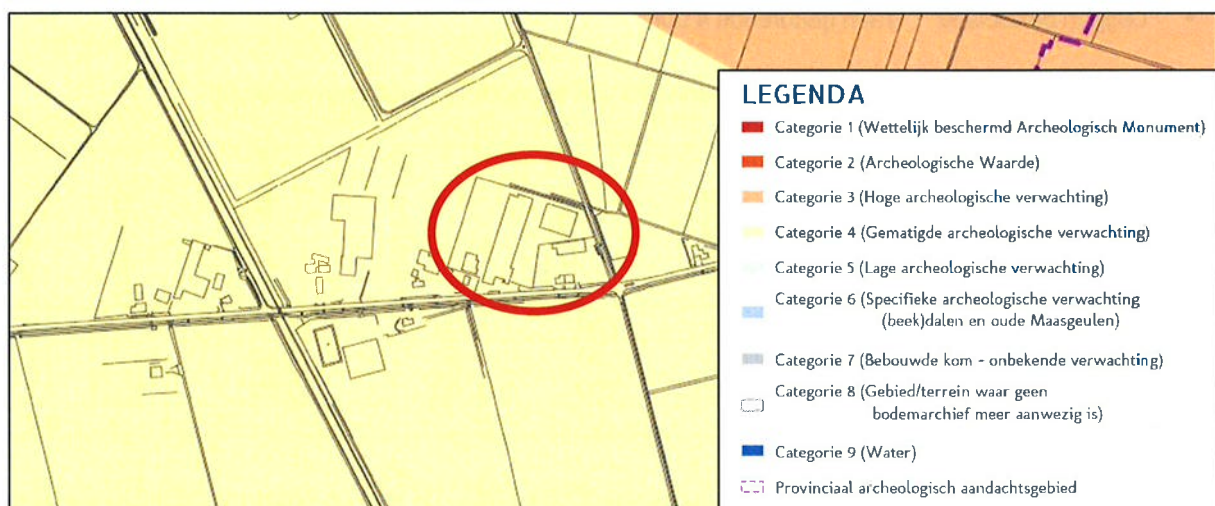 LEGENDA
Categorie 1 (Wettelijk beschermd Archeologisch Monument)
Categorie 2 (Archeologische Waarde)
Categorie 3 (Hoge archeologische verwachting)
Categorie 4 (Gematigde archeologische verwachting)
Categorie 5 (Lage archeologische verwachting)
Categorie 6 (Specifieke archeologische verwachting
(beek)dalen en oude Maasgeulen)
Categorie 7 (Bebouwde kom - onbekende verwachting)
Categorie 8 (Gebied/terrein waar geen
bodemarchief meer aanwezig is)
Categorie 9 (Water)
Provinciaal archeologisch aandachtsgebied